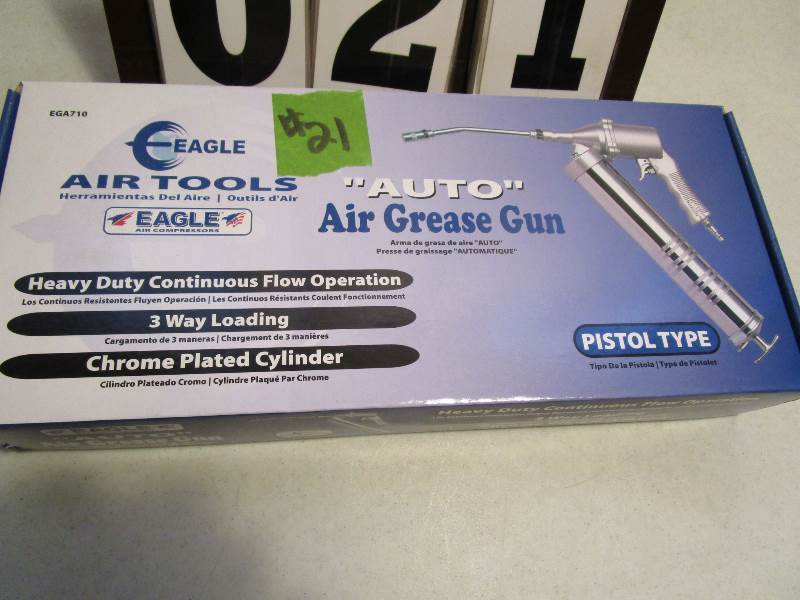 021
EGA710
#21
EAGLE
AIR TOOLS
Herramientas Del Aire | Outils d'Air
EAGLE
AIR COMPRESSORS
"AUTO"
Air Grease Gun
Arma de grasa de aire "AUTO"
Presse de graissage "AUTOMATIQUE"
Heavy Duty Continuous Flow Operation
Los Continuos Resistentes Fluyen Operación | Les Continuels Résistants Coulent Fonctionnement
3 Way Loading
Cargamento de 3 maneras | Chargement de 3 manières
Chrome Plated Cylinder
Cilindro Plateado Cromo | Cylindre Plaqué Par Chrome
PISTOL TYPE
Tipo De la Pistola | Type de Pistolet
Heavy Duty Continuous Flow Operation